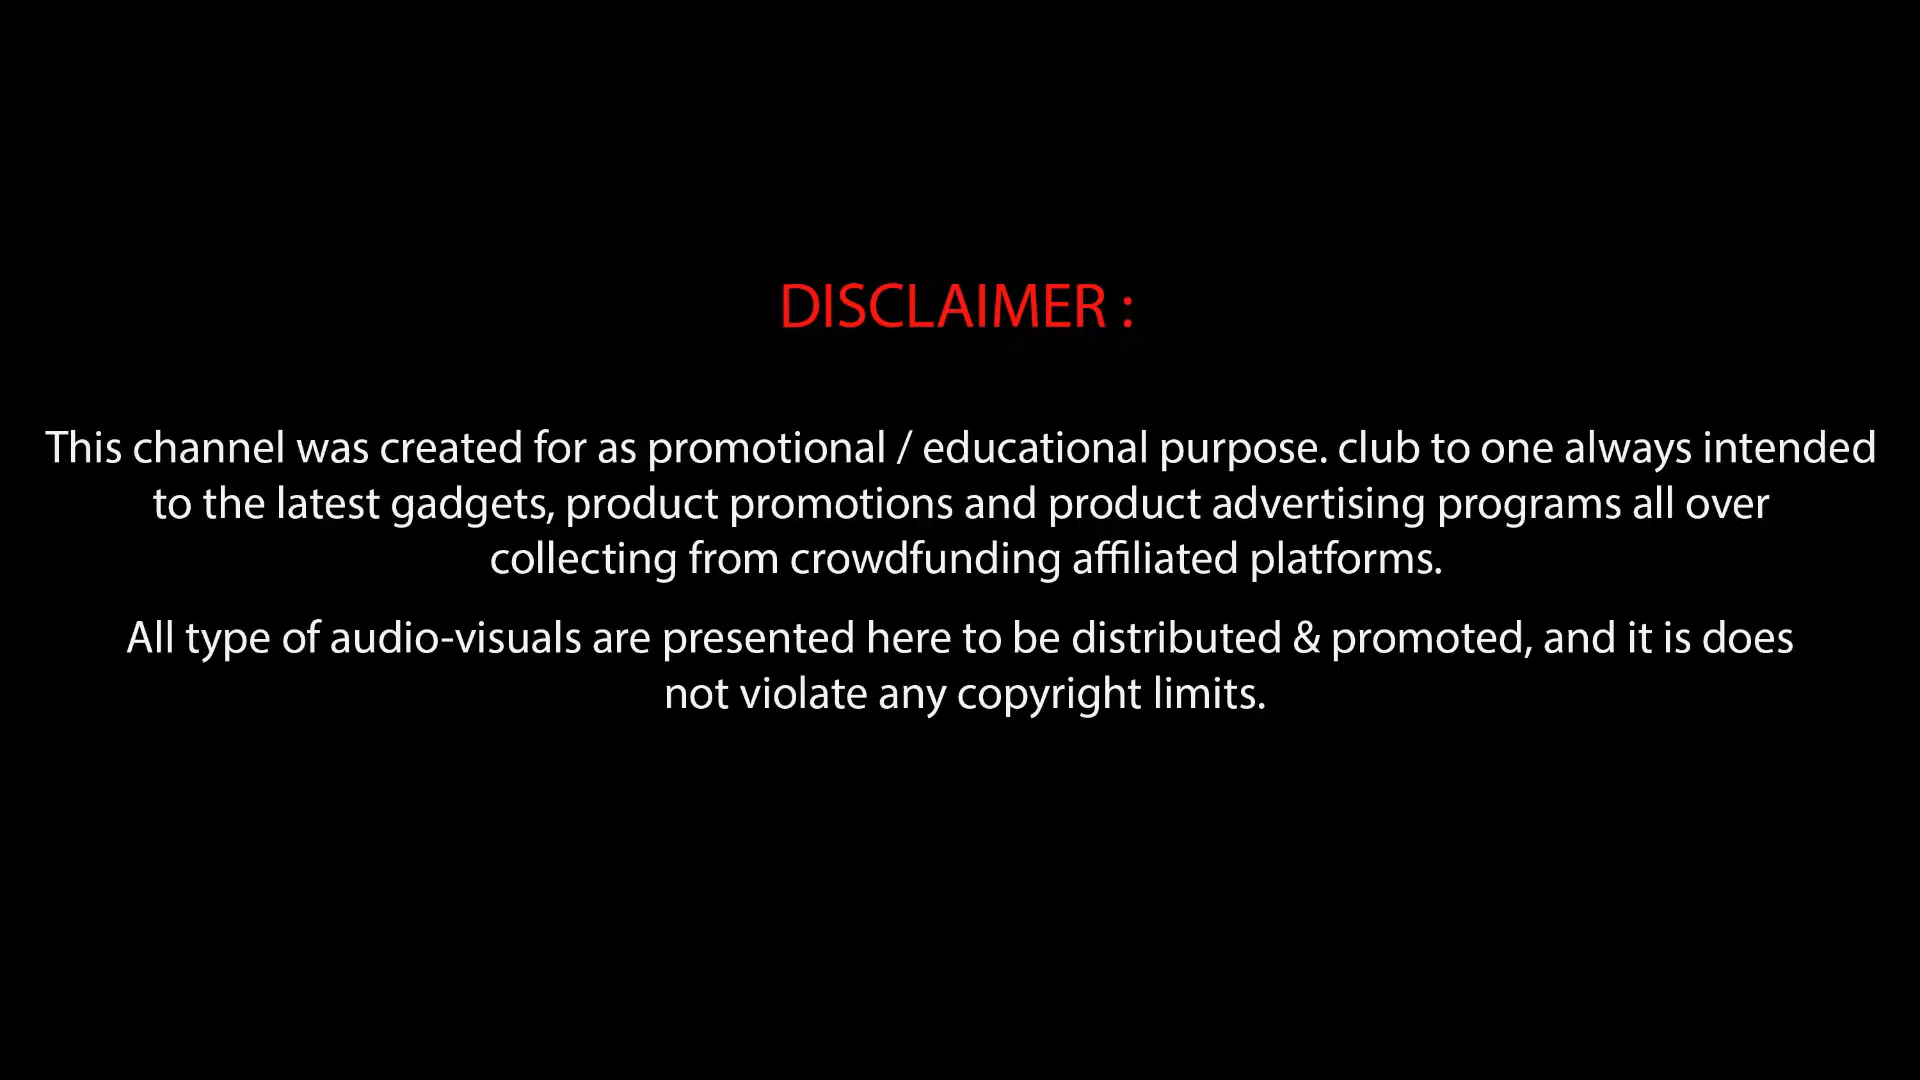 DISCLAIMER :
This channel was created for as promotional / educational purpose. club to one always intended
to the latest gadgets, product promotions and product advertising programs all over
collecting from crowdfunding affiliated platforms.
All type of audio-visuals are presented here to be distributed & promoted, and it is does
not violate any copyright limits.